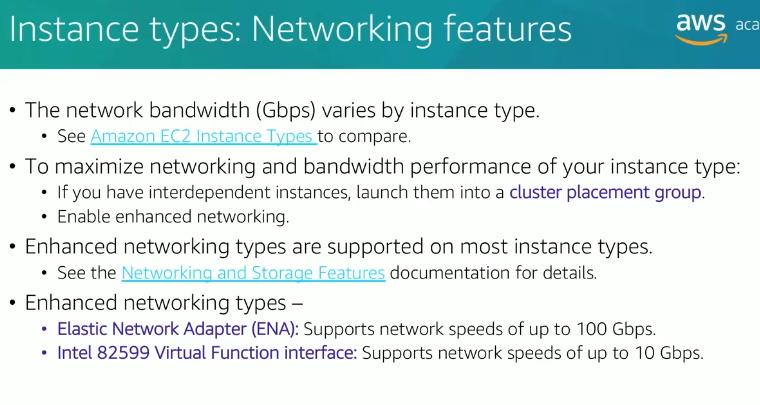 Instance types: Networking features
aws aca
• The network bandwidth (Gbps) varies by instance type.
• See Amazon EC2 Instance Types to compare.
• To maximize networking and bandwidth performance of your instance type:
• If you have interdependent instances, launch them into a cluster placement group.
• Enable enhanced networking.
• Enhanced networking types are supported on most instance types.
• See the Networking and Storage Features documentation for details.
• Enhanced networking types –
• Elastic Network Adapter (ENA): Supports network speeds of up to 100 Gbps.
• Intel 82599 Virtual Function interface: Supports network speeds of up to 10 Gbps.